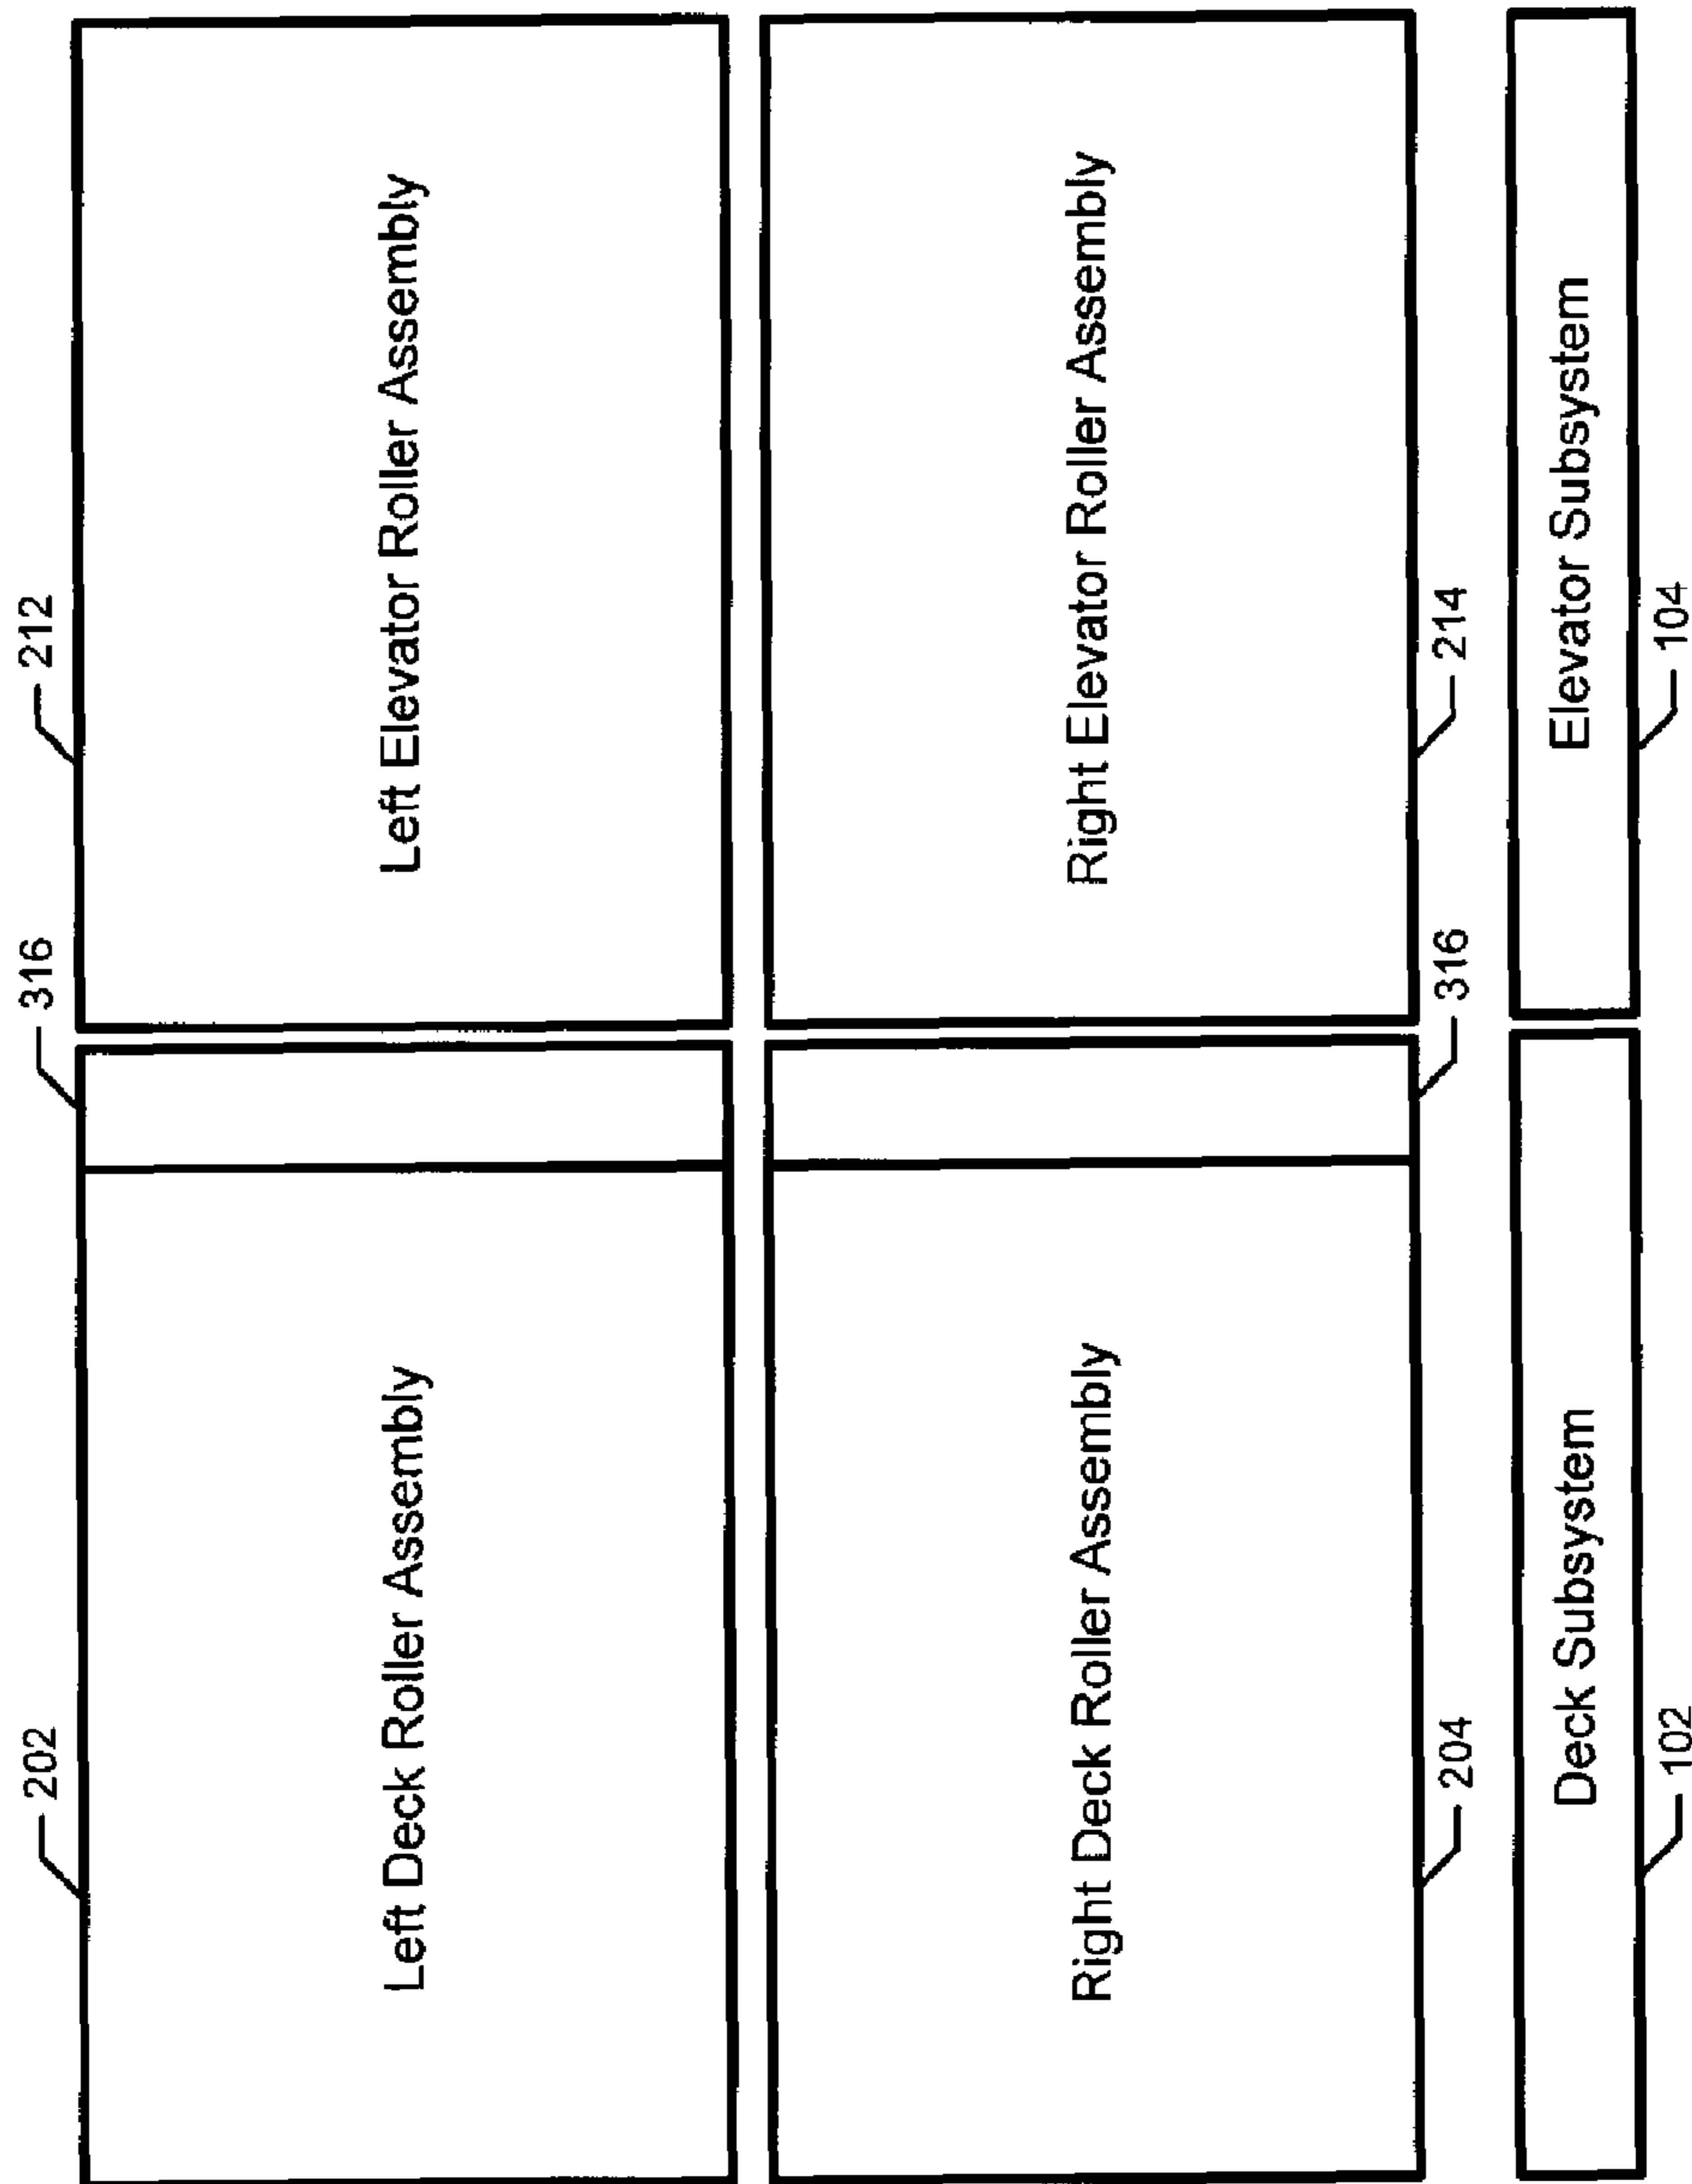 202
316
212
Left Deck Roller Assembly
Left Elevator Roller Assembly
Right Deck Roller Assembly
Right Elevator Roller Assembly
204
316
214
Deck Subsystem
Elevator Subsystem
102
104